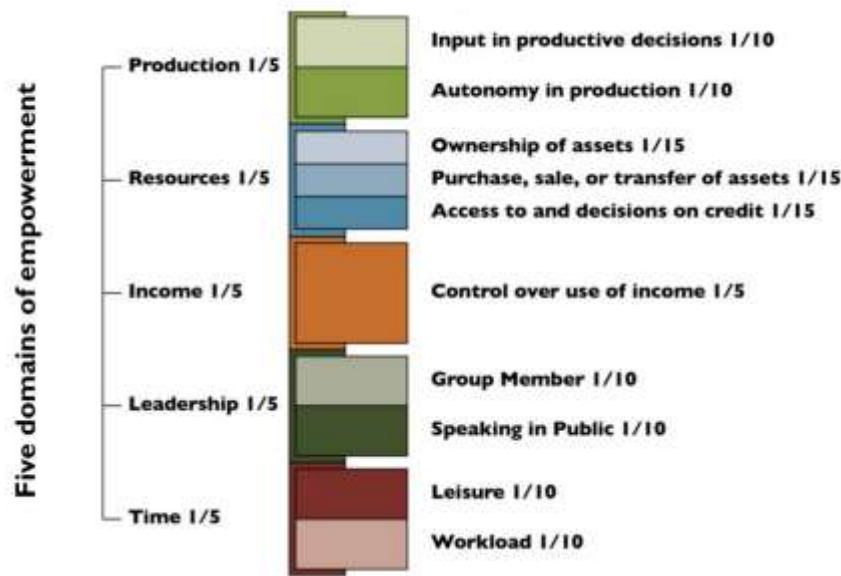 Five domains of empowerment
Production 1/5
Input in productive decisions 1/10
Autonomy in production 1/10
Resources 1/5
Ownership of assets 1/15
Purchase, sale, or transfer of assets 1/15
Access to and decisions on credit 1/15
Income 1/5
Control over use of income 1/5
Leadership 1/5
Group Member 1/10
Speaking in Public 1/10
Time 1/5
Leisure 1/10
Workload 1/10